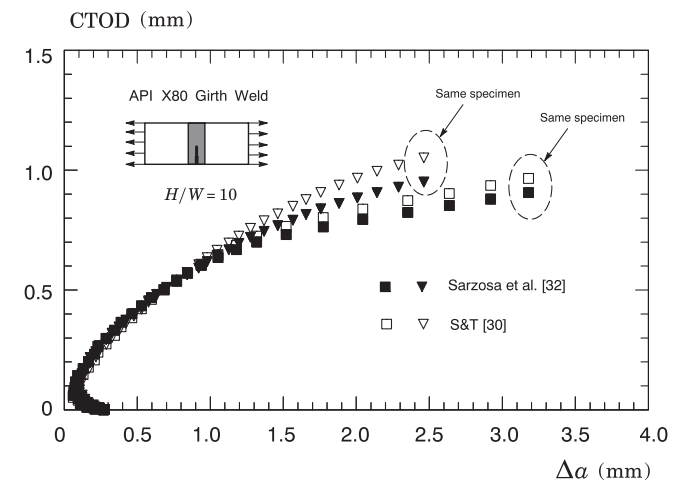 CTOD (mm)
1.5
API X80 Girth Weld
H/W = 10
Same specimen
Same specimen
1.0
0.5
Sarzosa et al. [32]
S&T [30]
0
0 0.5 1.0 1.5 2.0 2.5 3.0 3.5 4.0
Δa (mm)